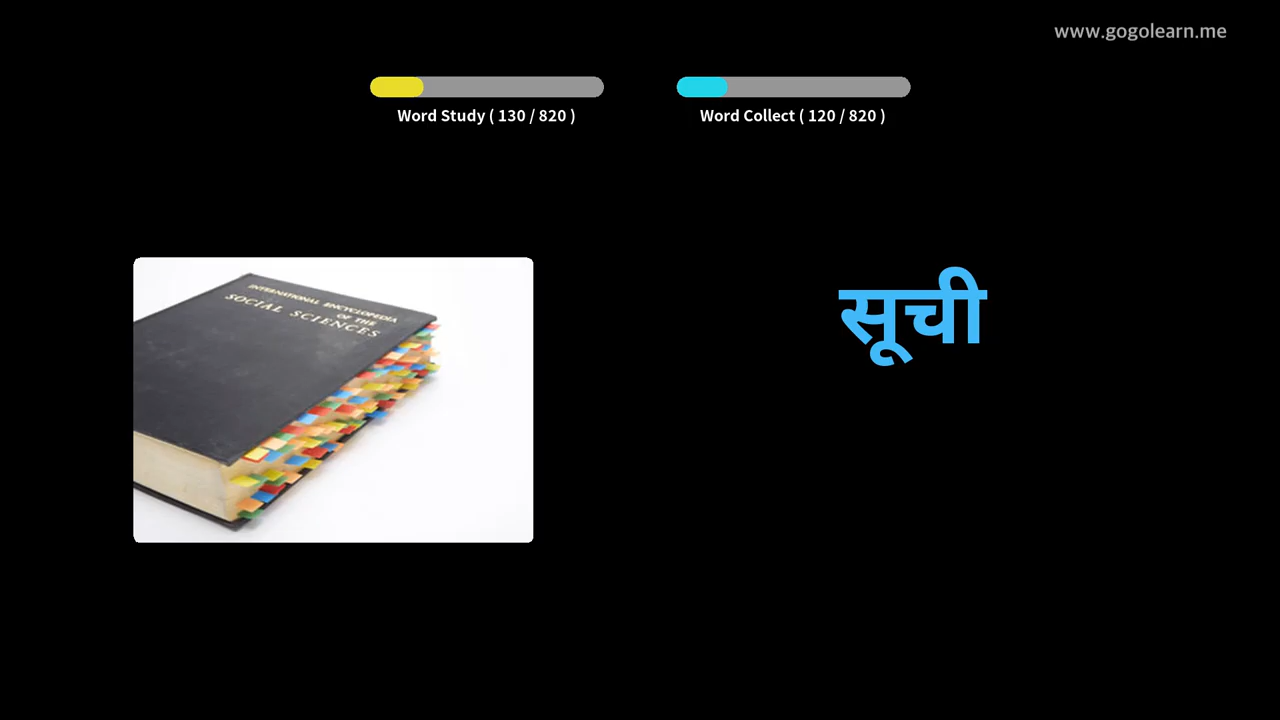 www.gogolearn.me
Word Study ( 130 / 820 )
Word Collect ( 120 / 820 )
INTERNATIONAL ENCYCLOPEDIA
OF THE
SOCIAL SCIENCES
सूची